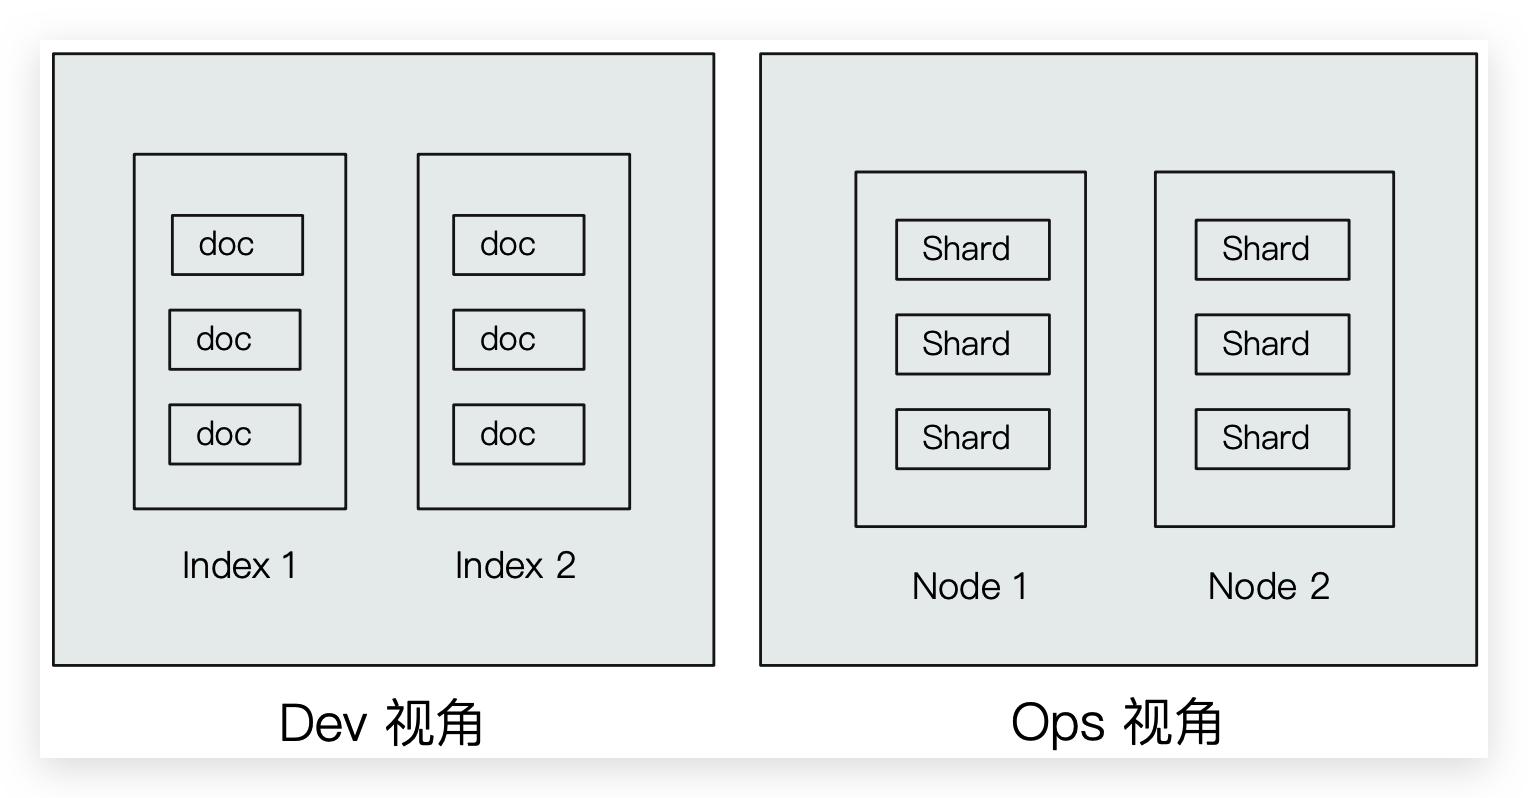 doc
doc
doc
Index 1
doc
doc
doc
Index 2
Dev 视角
Shard
Shard
Shard
Node 1
Shard
Shard
Shard
Node 2
Ops 视角